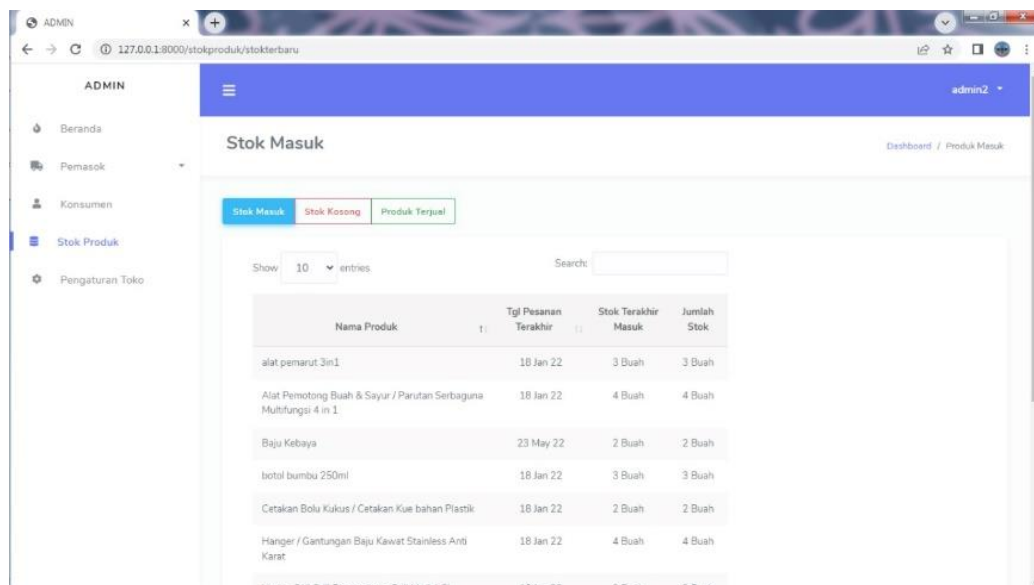 ADMIN
127.0.0.1:8000/stokproduk/stokterbaru
ADMIN
admin2
Beranda
Pemasok
Konsumen
Stok Produk
Pengaturan Toko
Stok Masuk
Dashboard / Produk Masuk
Stok Masuk Stok Kosong Produk Terjual
Show 10 entries Search:
Nama Produk Tgl Pesanan Terakhir Stok Terakhir Masuk Jumlah Stok
alat pemarut 3in1 18 Jan 22 3 Buah 3 Buah
Alat Pemotong Buah & Sayur / Parutan Serbaguna 18 Jan 22 4 Buah 4 Buah
Multifungsi 4 in 1
Baju Kebaya 23 May 22 2 Buah 2 Buah
botol bumbu 250ml 18 Jan 22 3 Buah 3 Buah
Cetakan Bolu Kukus / Cetakan Kue bahan Plastik 18 Jan 22 2 Buah 2 Buah
Hanger / Gantungan Baju Kawat Stainless Anti 18 Jan 22 4 Buah 4 Buah
Karat